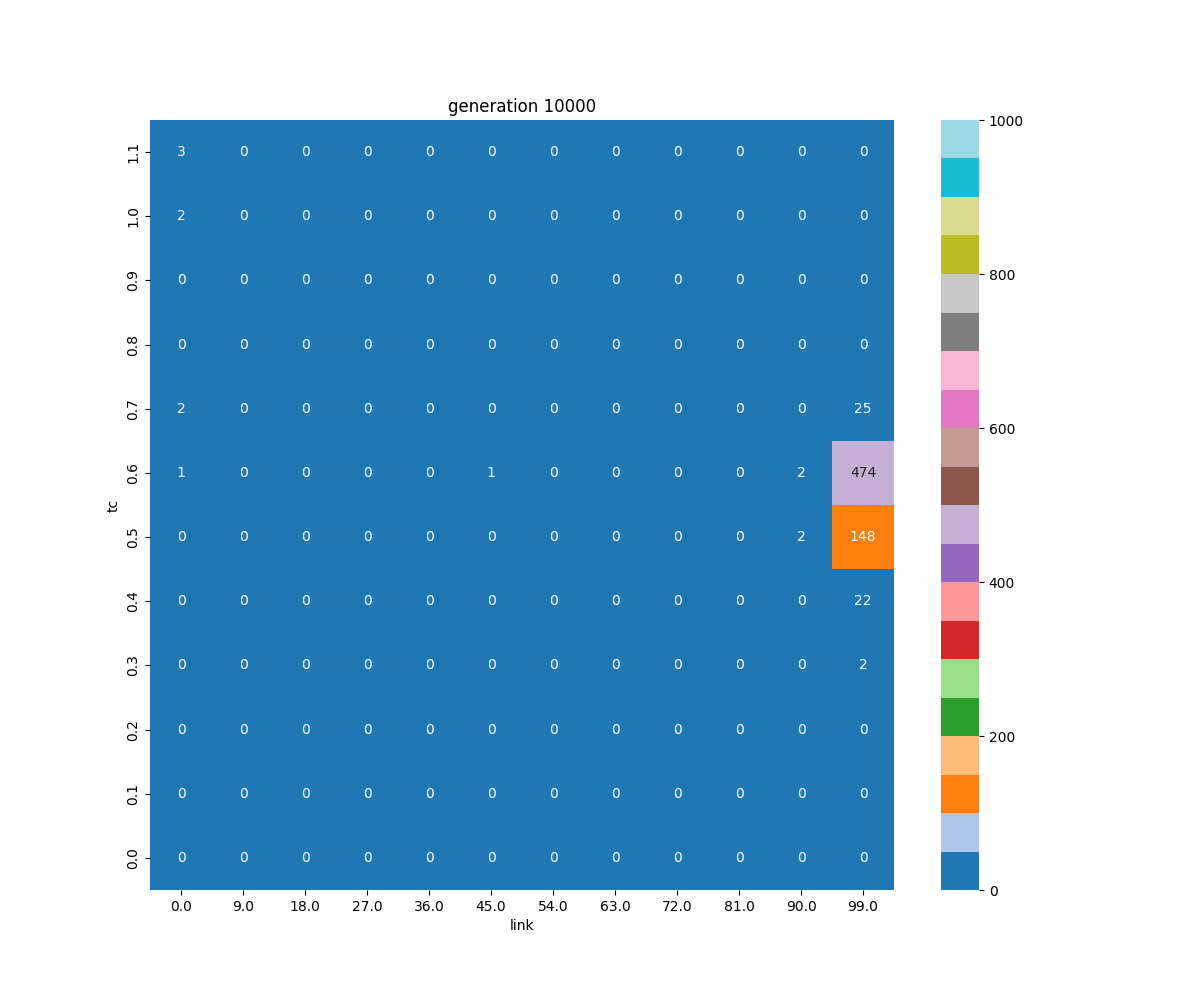 generation 10000
1.1 3 0 0 0 0 0 0 0 0 0 0 0
1.0 2 0 0 0 0 0 0 0 0 0 0 0
0.9 0 0 0 0 0 0 0 0 0 0 0 0
0.8 0 0 0 0 0 0 0 0 0 0 0 0
0.7 2 0 0 0 0 0 0 0 0 0 0 25
0.6 1 0 0 0 0 1 0 0 0 0 2 474
0.5 0 0 0 0 0 0 0 0 0 0 2 148
0.4 0 0 0 0 0 0 0 0 0 0 0 22
0.3 0 0 0 0 0 0 0 0 0 0 0 2
0.2 0 0 0 0 0 0 0 0 0 0 0 0
0.1 0 0 0 0 0 0 0 0 0 0 0 0
0.0 0 0 0 0 0 0 0 0 0 0 0 0
0.0 9.0 18.0 27.0 36.0 45.0 54.0 63.0 72.0 81.0 90.0 99.0
link
tc
1000
800
600
400
200
0